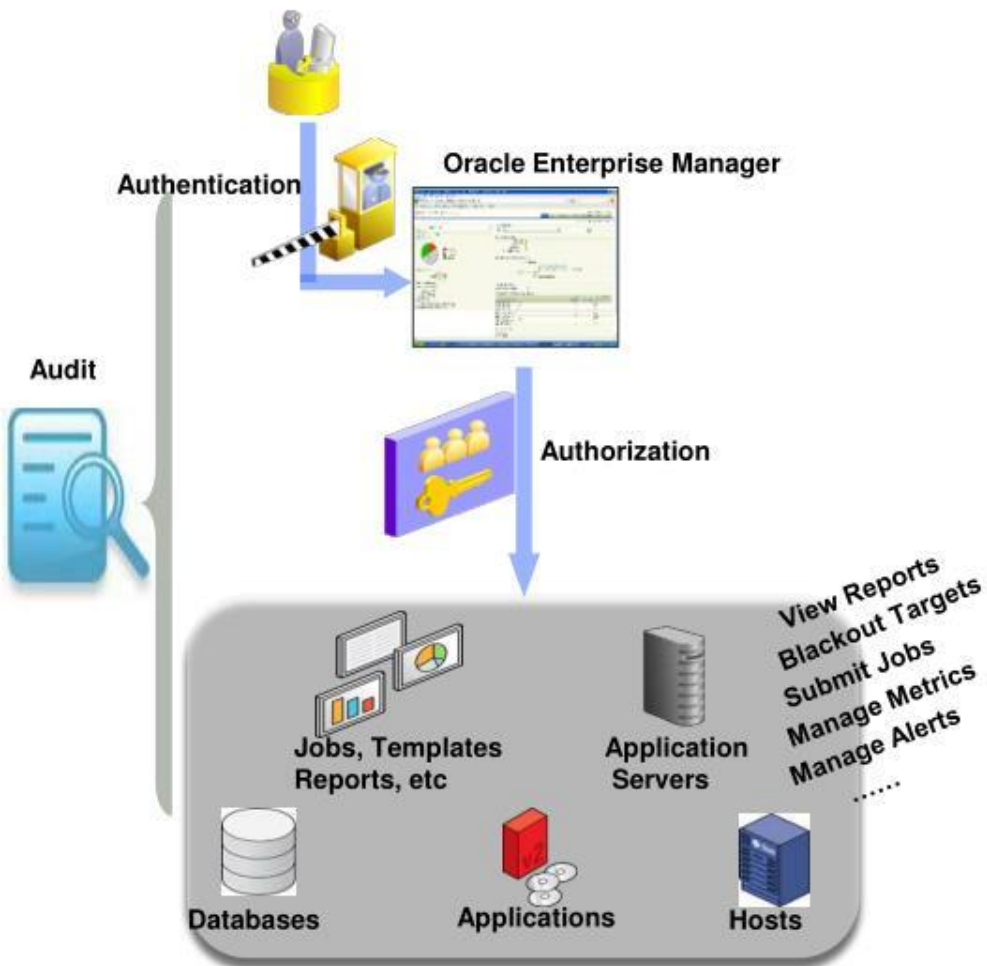 Oracle Enterprise Manager
Authentication
Audit
Authorization
View Reports
Blackout Targets
Submit Jobs
Manage Metrics
Manage Alerts
......
Jobs, Templates
Reports, etc
Application
Servers
v2
Databases
Applications
Hosts